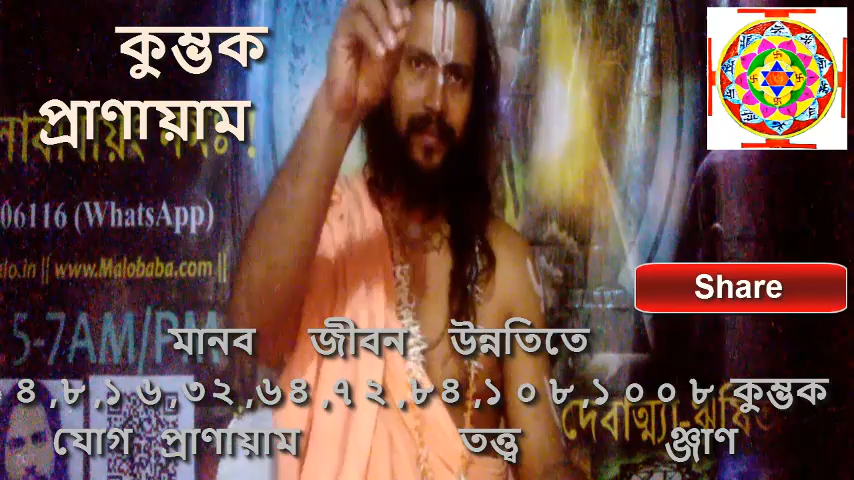 কুম্ভক
প্রাণায়াম
06116 (WhatsApp)
www.Malobaba.com ||
Share
5-7AM/PM
মানব জীবন উন্নতিতে
৪,৮,১৬,৩২,৬৪,৭২,৮৪,১০৮,১০০৮ কুম্ভক
দেবাত্মা-ঋষি
যোগ প্রাণায়াম তত্ত্ব ঞ্জাণ